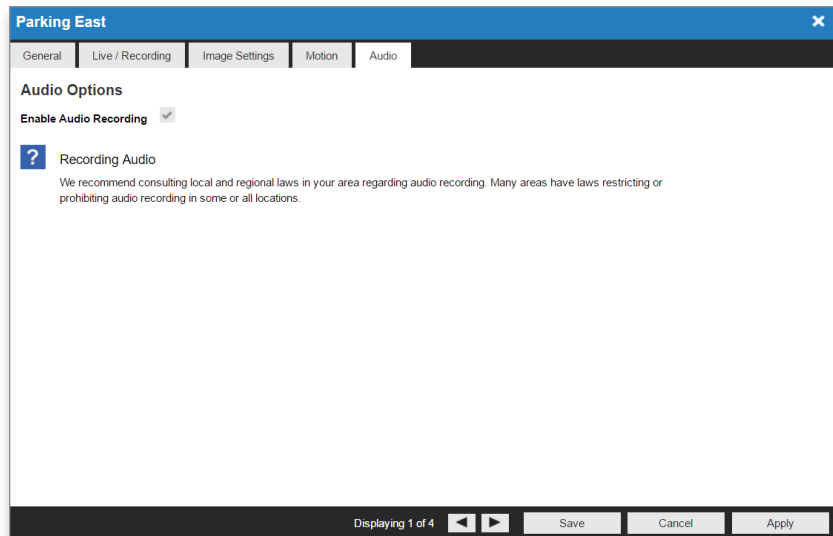 Parking East
General Live / Recording Image Settings Motion Audio
Audio Options
Enable Audio Recording
? Recording Audio
We recommend consulting local and regional laws in your area regarding audio recording. Many areas have laws restricting or
prohibiting audio recording in some or all locations.
Displaying 1 of 4 Save Cancel Apply